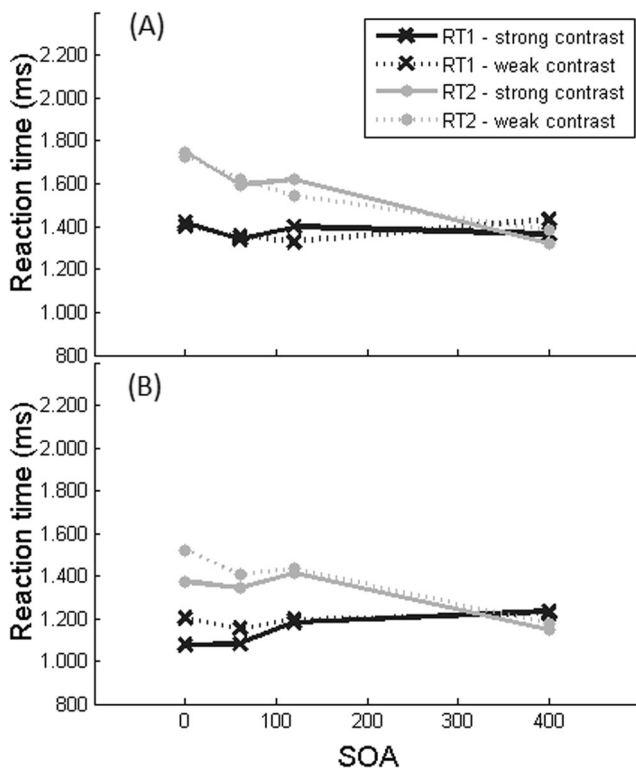 (A)
RT1 - strong contrast
RT1 - weak contrast
RT2 - strong contrast
RT2 - weak contrast
Reaction time (ms)
2.200
2.000
1.800
1.600
1.400
1.200
1.000
800
(B)
Reaction time (ms)
2.200
2.000
1.800
1.600
1.400
1.200
1.000
800
0 100 200 300 400
SOA